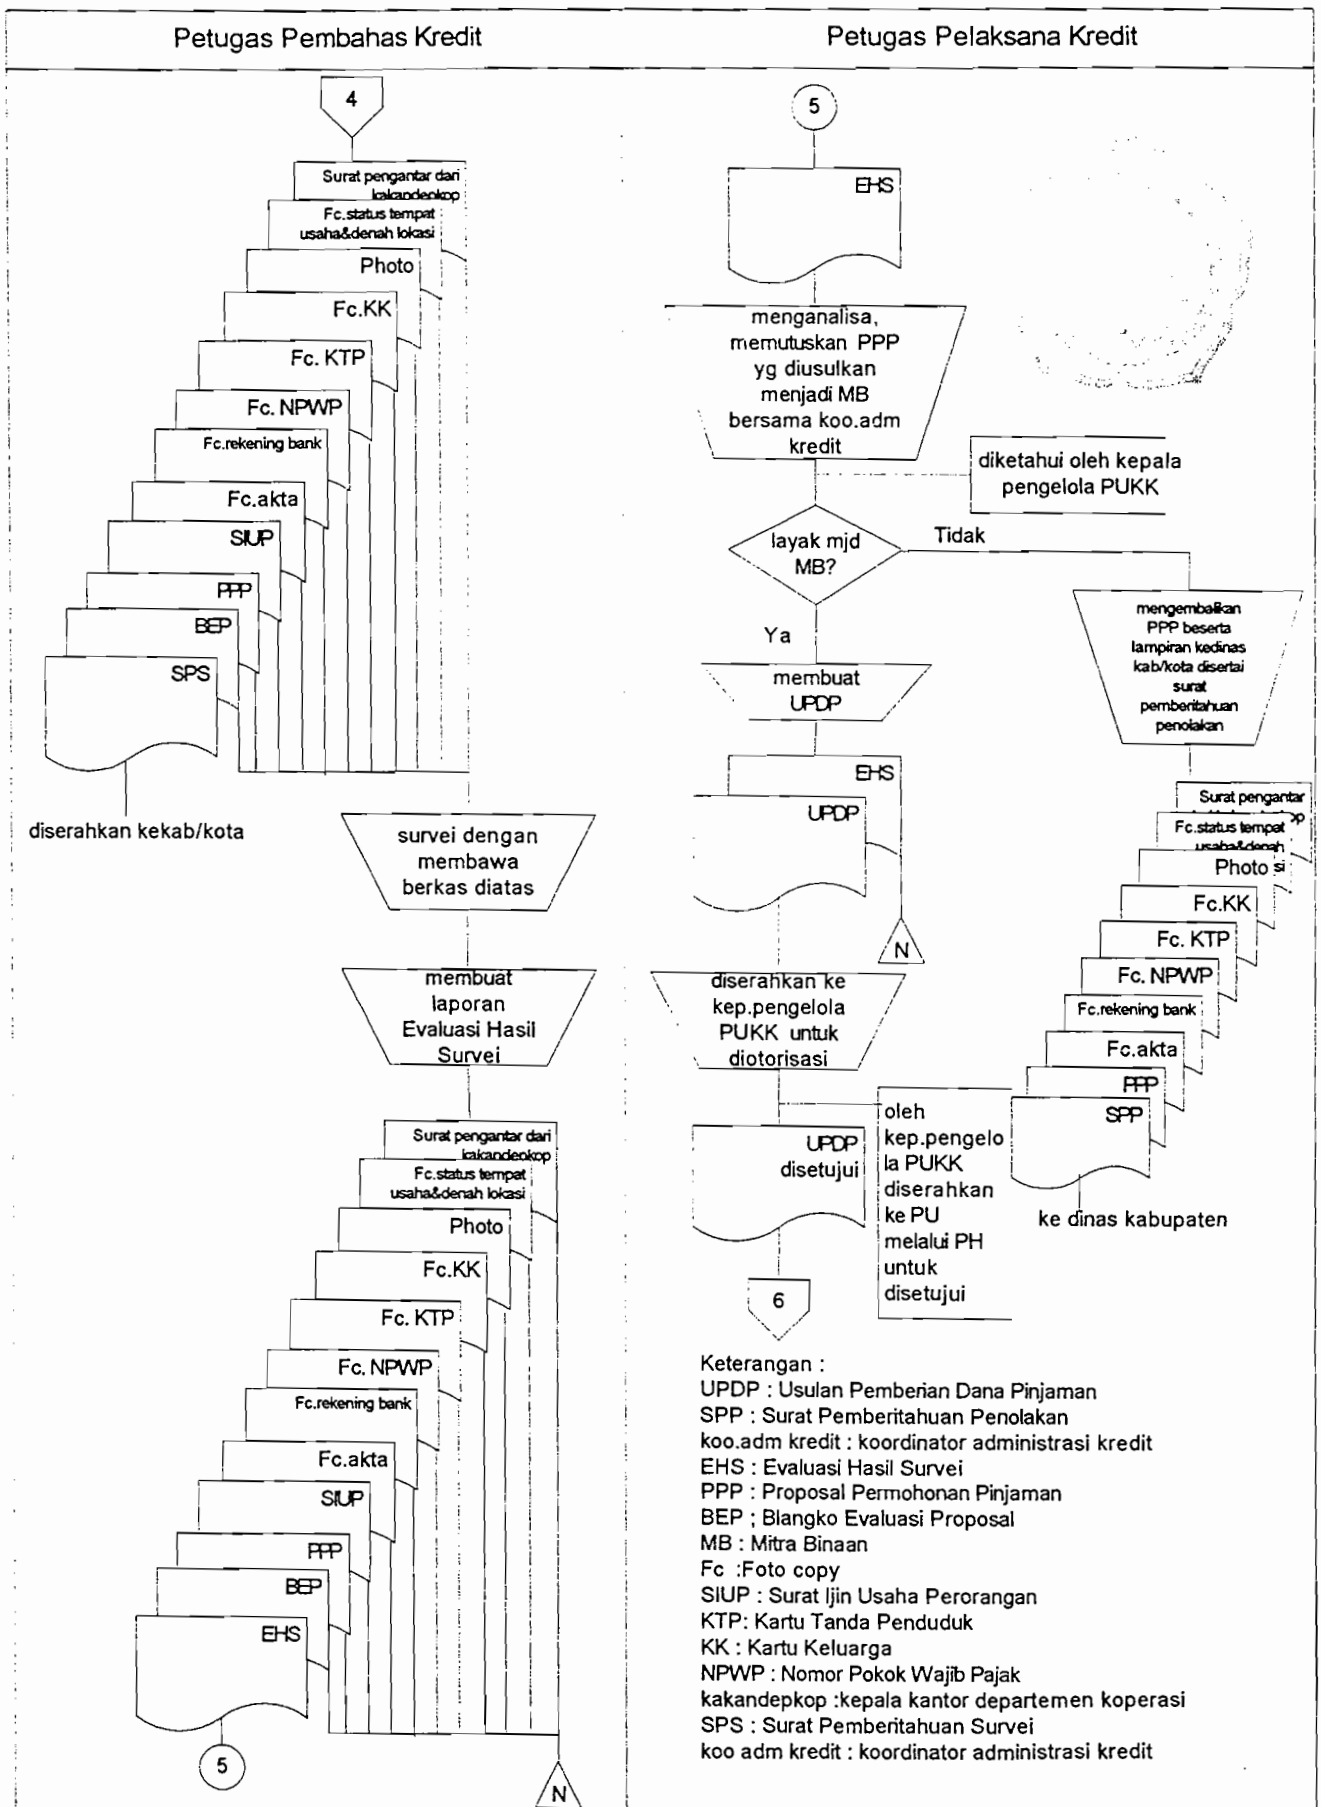 Petugas Pembahas Kredit
4
Surat pengantar dari
kakandepkop
Fc.status tempat
usaha&denah lokasi
Photo
Fc.KK
Fc. KTP
Fc. NPWP
Fc.rekening bank
Fc.akta
SIUP
PPP
BEP
SPS
diserahkan kekab/kota
survei dengan
membawa
berkas diatas
membuat
laporan
Evaluasi Hasil
Survei
Surat pengantar dari
kakandepkop
Fc.status tempat
usaha&denah lokasi
Photo
Fc.KK
Fc. KTP
Fc. NPWP
Fc.rekening bank
Fc.akta
SIUP
PPP
BEP
EHS
5
N
Petugas Pelaksana Kredit
5
EHS
menganalisa,
memutuskan PPP
yg diusulkan
menjadi MB
bersama koo.adm
kredit
diketahui oleh kepala
pengelola PUKK
layak mjd
MB?
Tidak
Ya
mengembalikan
PPP beserta
lampiran kedinas
kab/kota disertai
surat
pemberitahuan
penolakan
membuat
UPDP
EHS
UPDP
N
diserahkan ke
kep.pengelola
PUKK untuk
diotorisasi
UPDP
disetujui
oleh
kep.pengelo
la PUKK
diserahkan
ke PU
melalui PH
untuk
disetujui
6
Surat pengantar
op
Fc.status tempat
usaha&denah
si
Photo
Fc.KK
Fc. KTP
Fc. NPWP
Fc.rekening bank
Fc.akta
PPP
SPP
ke dinas kabupaten
Keterangan :
UPDP : Usulan Pemberian Dana Pinjaman
SPP : Surat Pemberitahuan Penolakan
koo.adm kredit : koordinator administrasi kredit
EHS : Evaluasi Hasil Survei
PPP : Proposal Permohonan Pinjaman
BEP ; Blangko Evaluasi Proposal
MB : Mitra Binaan
Fc :Foto copy
SIUP : Surat Ijin Usaha Perorangan
KTP: Kartu Tanda Penduduk
KK : Kartu Keluarga
NPWP : Nomor Pokok Wajib Pajak
kakandepkop :kepala kantor departemen koperasi
SPS : Surat Pemberitahuan Survei
koo adm kredit : koordinator administrasi kredit